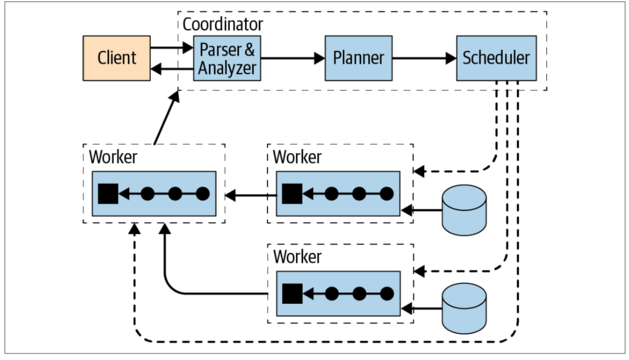 Coordinator
Client
Parser &
Analyzer
Planner
Scheduler
Worker
Worker
Worker